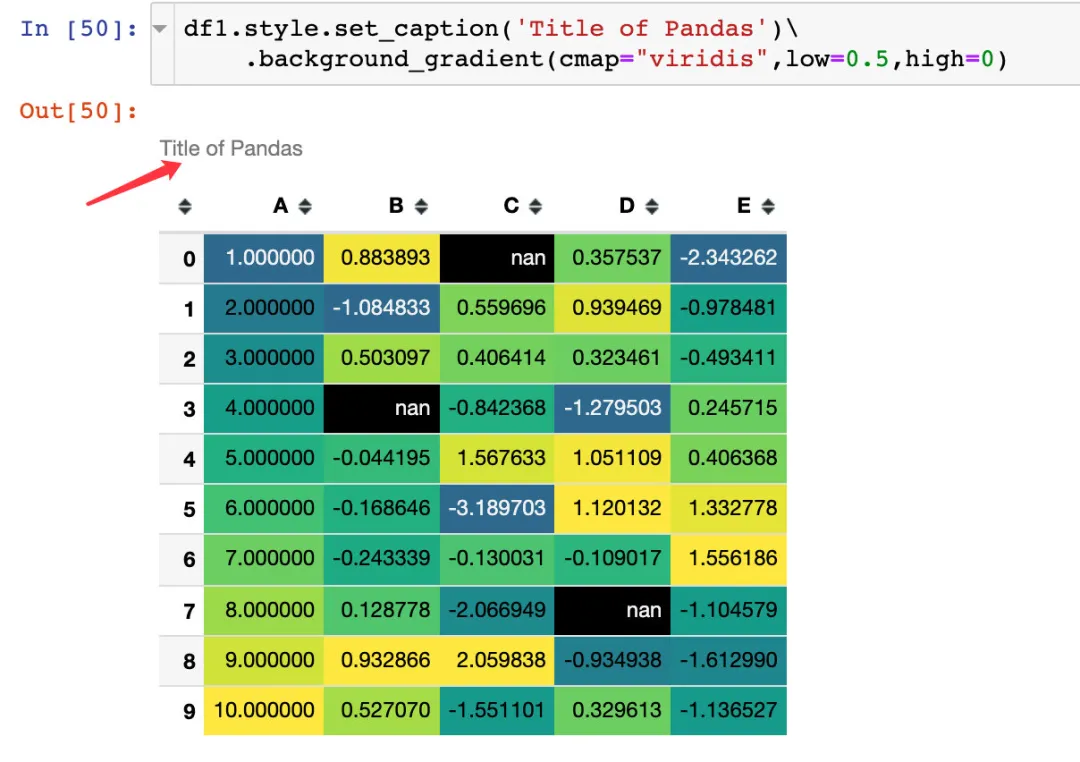 In [50]: df1.style.set_caption('Title of Pandas')\
.background_gradient(cmap="viridis",low=0.5,high=0)
Out[50]:
Title of Pandas
A B C D E
0 1.000000 0.883893 nan 0.357537 -2.343262
1 2.000000 -1.084833 0.559696 0.939469 -0.978481
2 3.000000 0.503097 0.406414 0.323461 -0.493411
3 4.000000 nan -0.842368 -1.279503 0.245715
4 5.000000 -0.044195 1.567633 1.051109 0.406368
5 6.000000 -0.168646 -3.189703 1.120132 1.332778
6 7.000000 -0.243339 -0.130031 -0.109017 1.556186
7 8.000000 0.128778 -2.066949 nan -1.104579
8 9.000000 0.932866 2.059838 -0.934938 -1.612990
9 10.000000 0.527070 -1.551101 0.329613 -1.136527